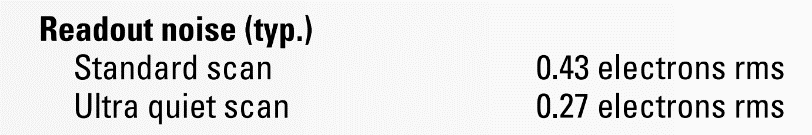 Readout noise (typ.)
Standard scan 0.43 electrons rms
Ultra quiet scan 0.27 electrons rms